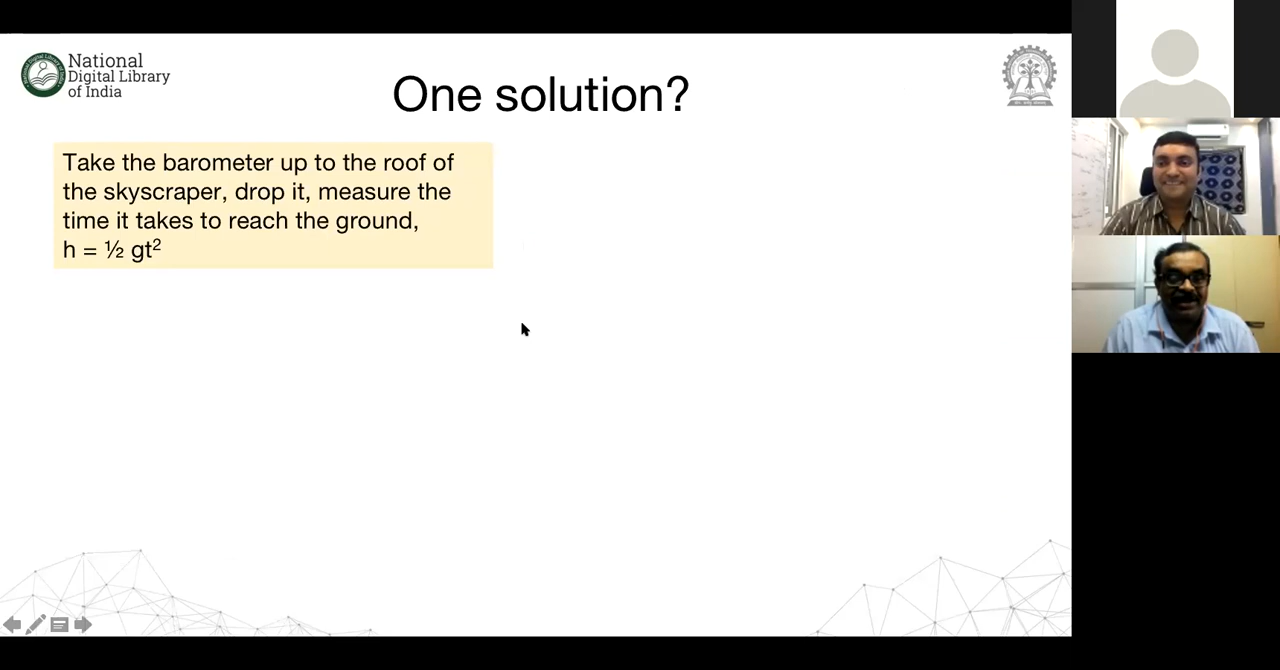 National
Digital Library
of India
One solution?
Take the barometer up to the roof of
the skyscraper, drop it, measure the
time it takes to reach the ground,
h = ½ gt²